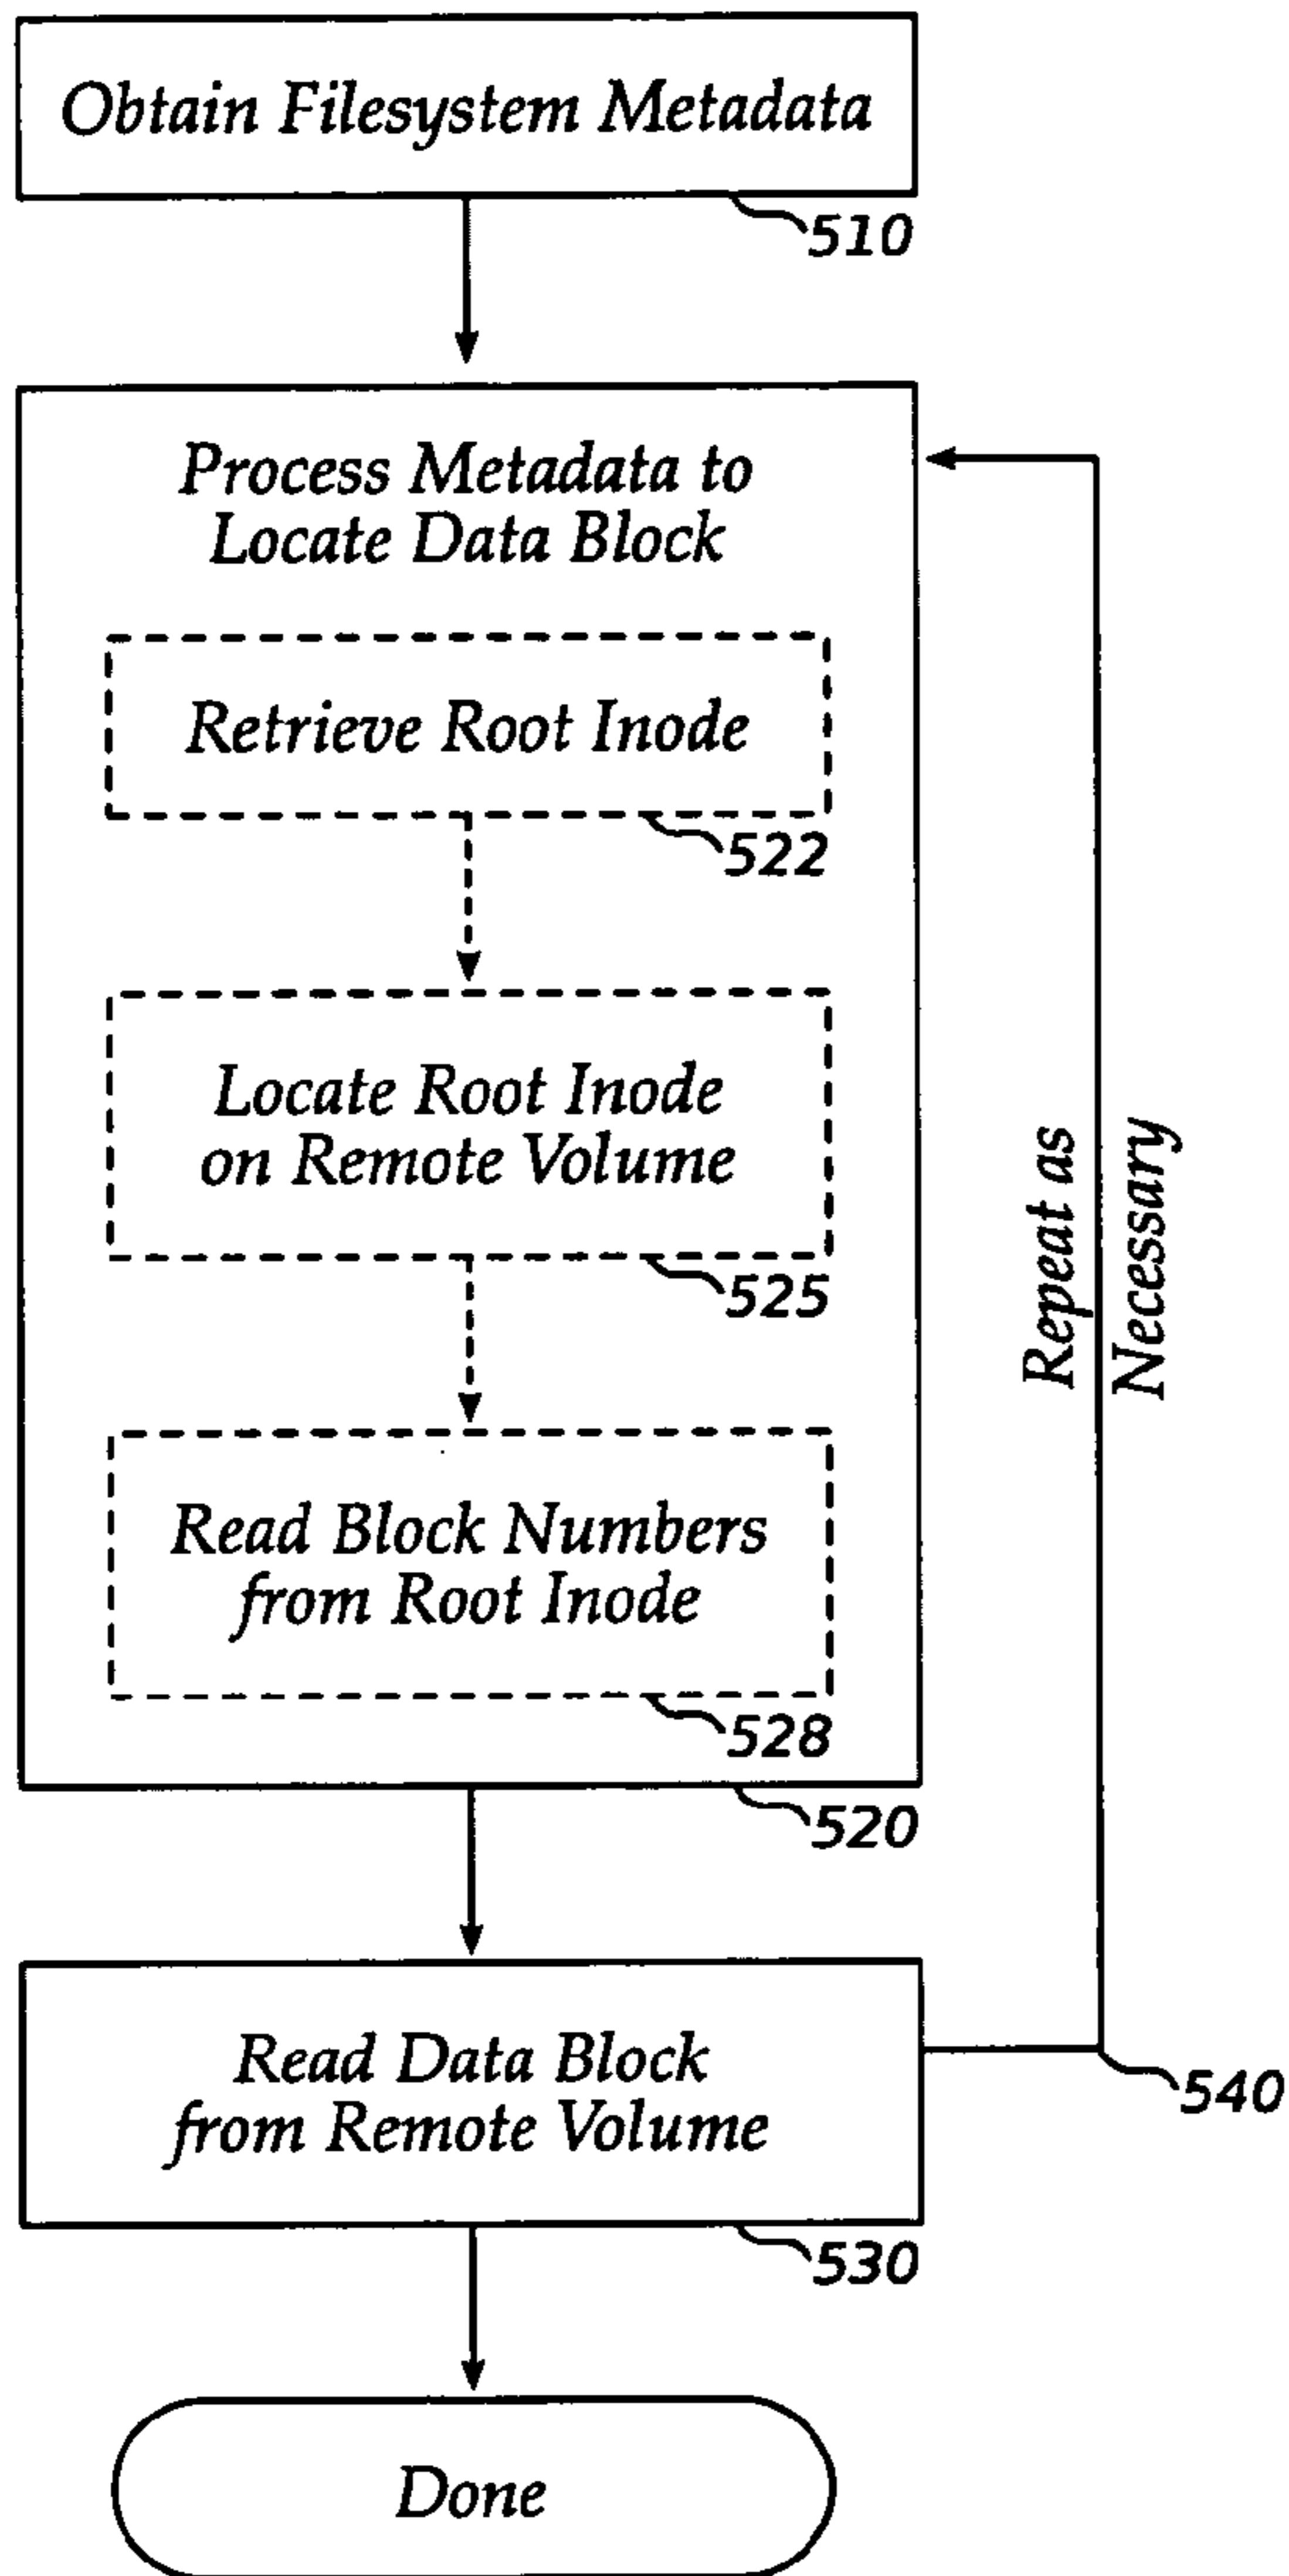 Obtain Filesystem Metadata
510
Process Metadata to
Locate Data Block
Retrieve Root Inode
522
Locate Root Inode
on Remote Volume
525
Read Block Numbers
from Root Inode
528
520
Repeat as
Necessary
Read Data Block
from Remote Volume
540
530
Done